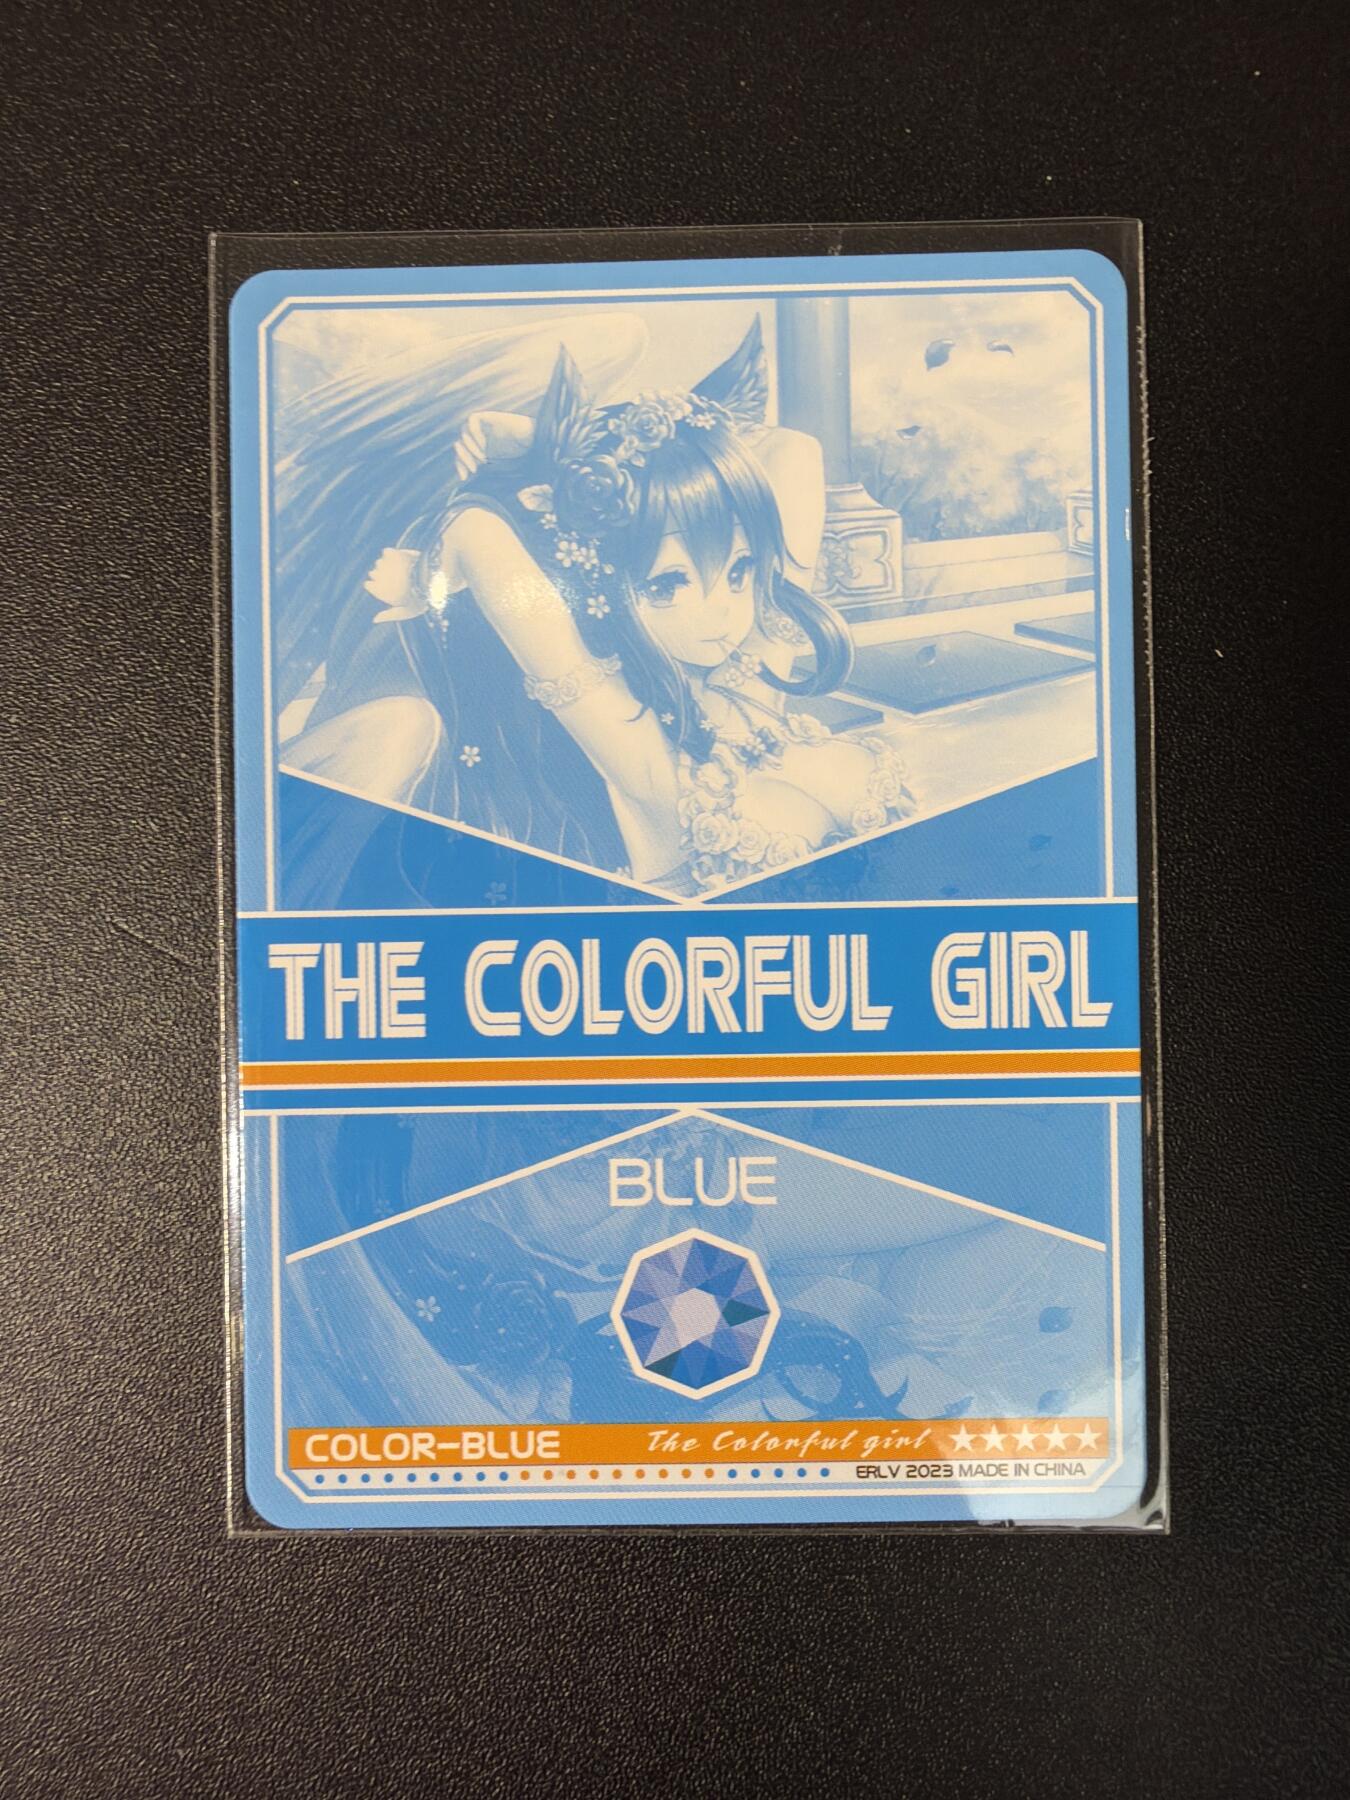 THE COLORFUL GIRL
BLUE
COLOR-BLUE The Colorful girl ★★★★★
ERLV 2023 MADE IN CHINA